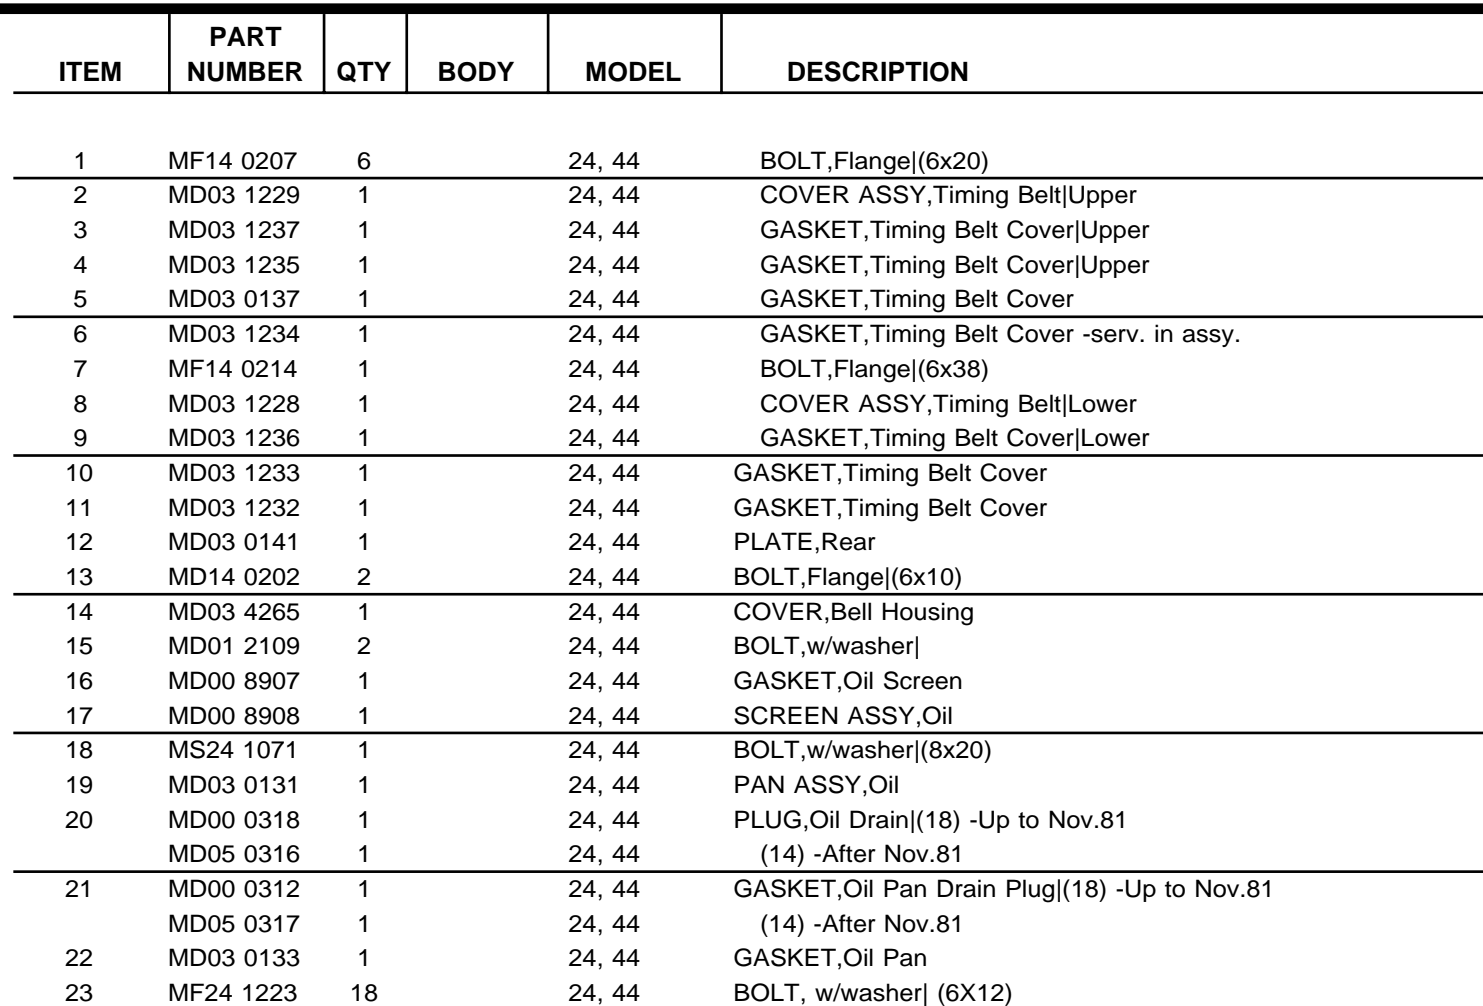 PART
ITEM NUMBER QTY BODY MODEL DESCRIPTION
1 MF14 0207 6 24, 44 BOLT,Flange|(6x20)
2 MD03 1229 1 24, 44 COVER ASSY,Timing Belt|Upper
3 MD03 1237 1 24, 44 GASKET,Timing Belt Cover|Upper
4 MD03 1235 1 24, 44 GASKET,Timing Belt Cover|Upper
5 MD03 0137 1 24, 44 GASKET,Timing Belt Cover
6 MD03 1234 1 24, 44 GASKET,Timing Belt Cover -serv. in assy.
7 MF14 0214 1 24, 44 BOLT,Flange|(6x38)
8 MD03 1228 1 24, 44 COVER ASSY,Timing Belt|Lower
9 MD03 1236 1 24, 44 GASKET,Timing Belt Cover|Lower
10 MD03 1233 1 24, 44 GASKET,Timing Belt Cover
11 MD03 1232 1 24, 44 GASKET,Timing Belt Cover
12 MD03 0141 1 24, 44 PLATE,Rear
13 MD14 0202 2 24, 44 BOLT,Flange|(6x10)
14 MD03 4265 1 24, 44 COVER,Bell Housing
15 MD01 2109 2 24, 44 BOLT,w/washer|
16 MD00 8907 1 24, 44 GASKET,Oil Screen
17 MD00 8908 1 24, 44 SCREEN ASSY,Oil
18 MS24 1071 1 24, 44 BOLT,w/washer|(8x20)
19 MD03 0131 1 24, 44 PAN ASSY,Oil
20 MD00 0318 1 24, 44 PLUG,Oil Drain|(18) -Up to Nov.81
MD05 0316 1 24, 44 (14) -After Nov.81
21 MD00 0312 1 24, 44 GASKET,Oil Pan Drain Plug|(18) -Up to Nov.81
MD05 0317 1 24, 44 (14) -After Nov.81
22 MD03 0133 1 24, 44 GASKET,Oil Pan
23 MF24 1223 18 24, 44 BOLT, w/washer| (6X12)